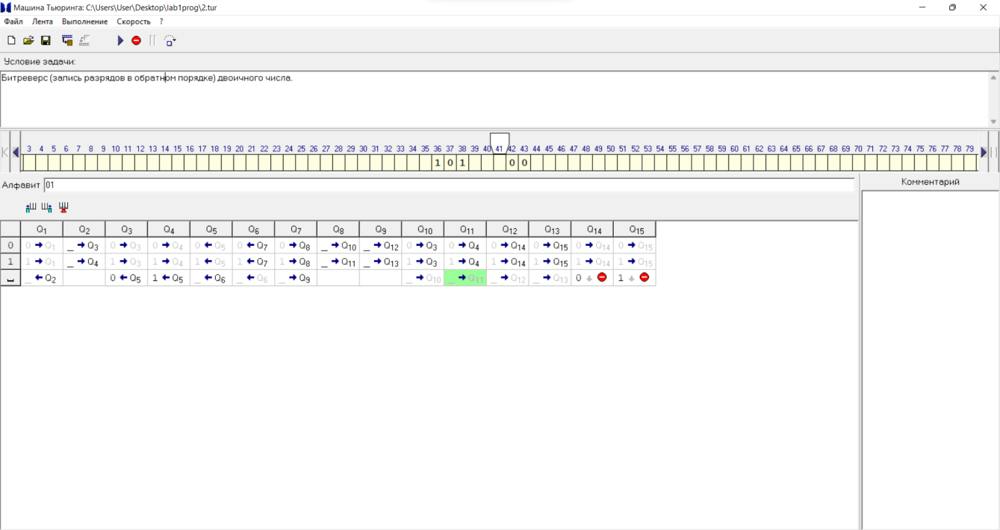 Машина Тьюринга: C:\Users\User\Desktop\lab1prog\2.tur
Файл Лента Выполнение Скорость ?
Условие задачи:
Битреверс (запись разрядов в обратном порядке) двоичного числа.
3 4 5 6 7 8 9 10 11 12 13 14 15 16 17 18 19 20 21 22 23 24 25 26 27 28 29 30 31 32 33 34 35 36 37 38 39 40 41 42 43 44 45 46 47 48 49 50 51 52 53 54 55 56 57 58 59 60 61 62 63 64 65 66 67 68 69 70 71 72 73 74 75 76 77 78 79
1 0 1 0 0
Алфавит 01
Комментарий
Q1 Q2 Q3 Q4 Q5 Q6 Q7 Q8 Q9 Q10 Q11 Q12 Q13 Q14 Q15
0 0 → Q1 _ → Q3 0 → Q3 0 → Q4 0 ← Q5 0 ← Q7 0 → Q8 _ → Q10 _ → Q12 0 → Q3 0 → Q4 0 → Q14 0 → Q15 0 → Q14 0 → Q15
1 1 → Q1 _ → Q4 1 → Q3 1 → Q4 1 ← Q5 1 ← Q7 1 → Q8 _ → Q11 _ → Q13 1 → Q3 1 → Q4 1 → Q14 1 → Q15 1 → Q14 1 → Q15
_ ← Q2 0 ← Q5 1 ← Q5 _ ← Q6 _ ← Q6 _ → Q9 _ → Q10 _ → Q11 _ → Q12 _ → Q13 0 ↓ 1 ↓